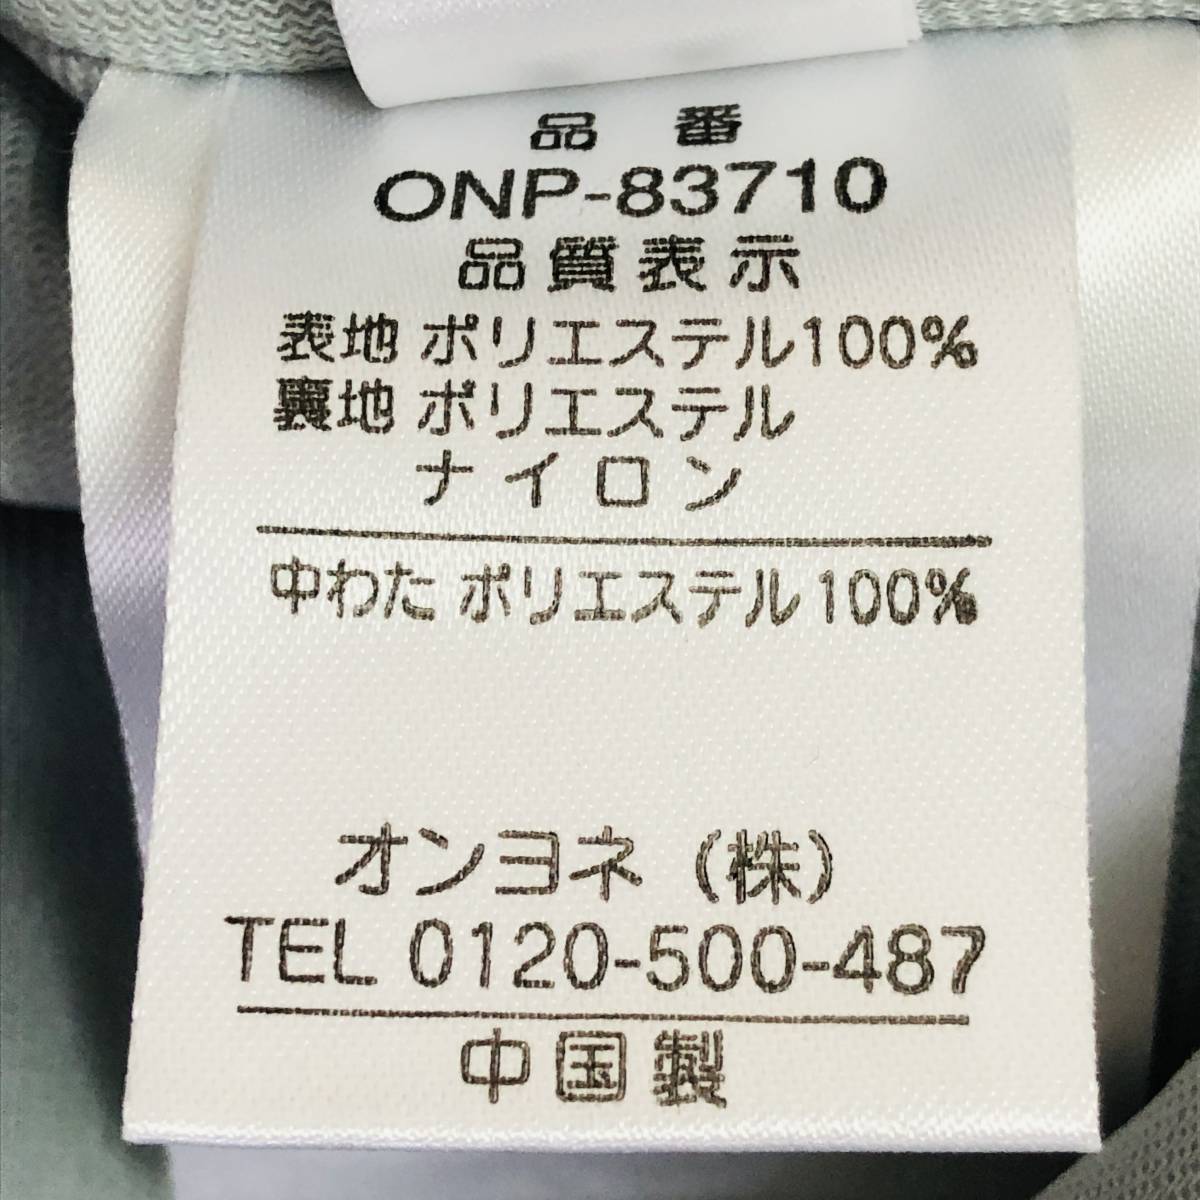 品番
ONP-83710
品質表示
表地 ポリエステル100%
裏地 ポリエステル
ナイロン
中わた ポリエステル100%
オンヨネ（株）
TEL 0120-500-487
中国製